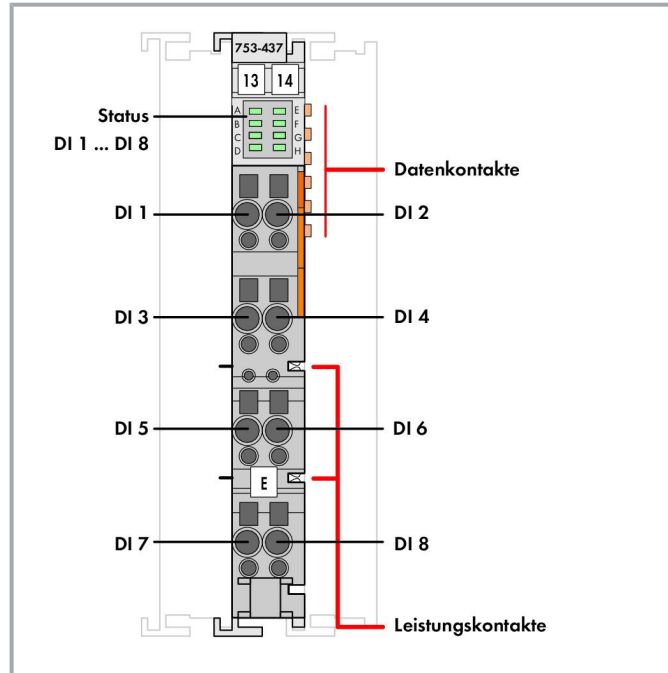 753-437
13 14
Status
DI 1 ... DI 8
A E
B F
C G
D H
Datenkontakte
DI 1 DI 2
DI 3 DI 4
DI 5 DI 6
E
DI 7 DI 8
Leistungskontakte